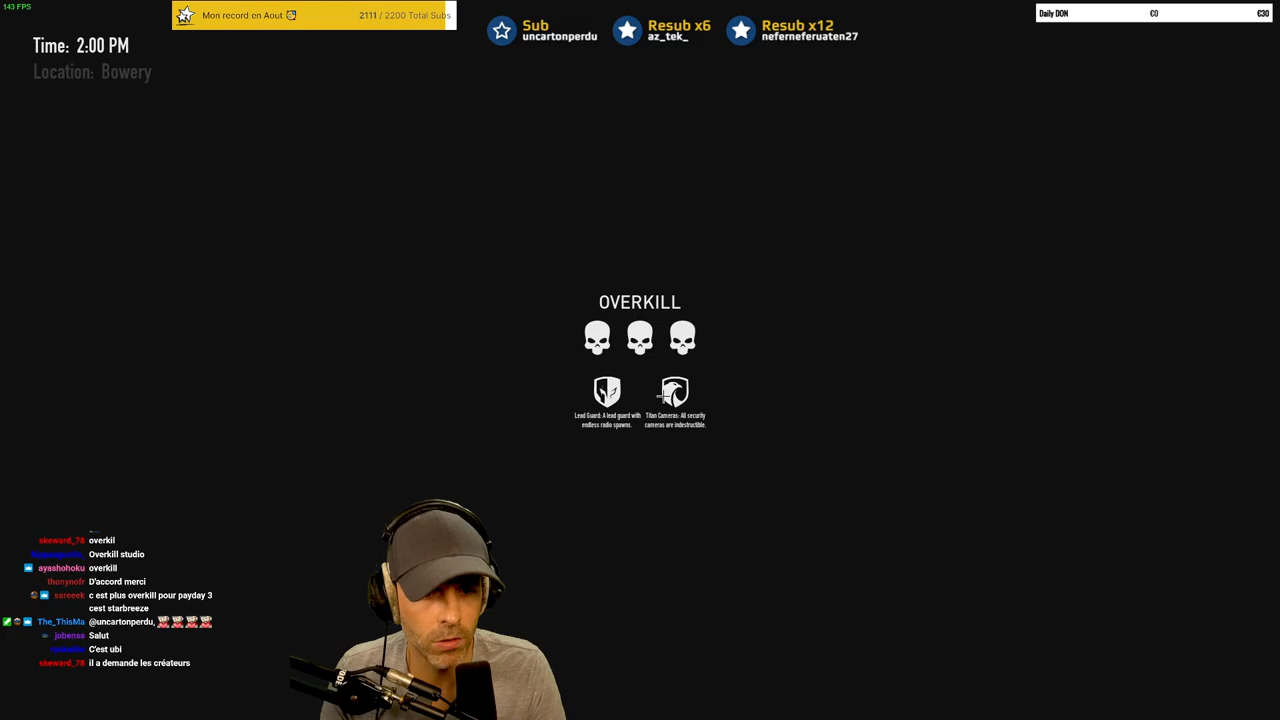 143 FPS
Mon record en Aout
2111 / 2200 Total Subs
Sub
uncartonperdu
Resub x6
az_tek_
Resub x12
neferneferuaten27
Daily DON
€0
€30
Time: 2:00 PM
Location: Bowery
OVERKILL
Lead Guard: A lead guard with
endless radio spawns.
Titan Cameras: All security
cameras are indestructible.
skeward_78 overkil
Overkill studio
ayashohoku overkill
thonynofr D'accord merci
sareeek c est plus overkill pour payday 3
cest starbreeze
The_ThisMa @uncartonperdu_
jobenss Salut
C'est ubi
skeward_78 il a demande les créateurs